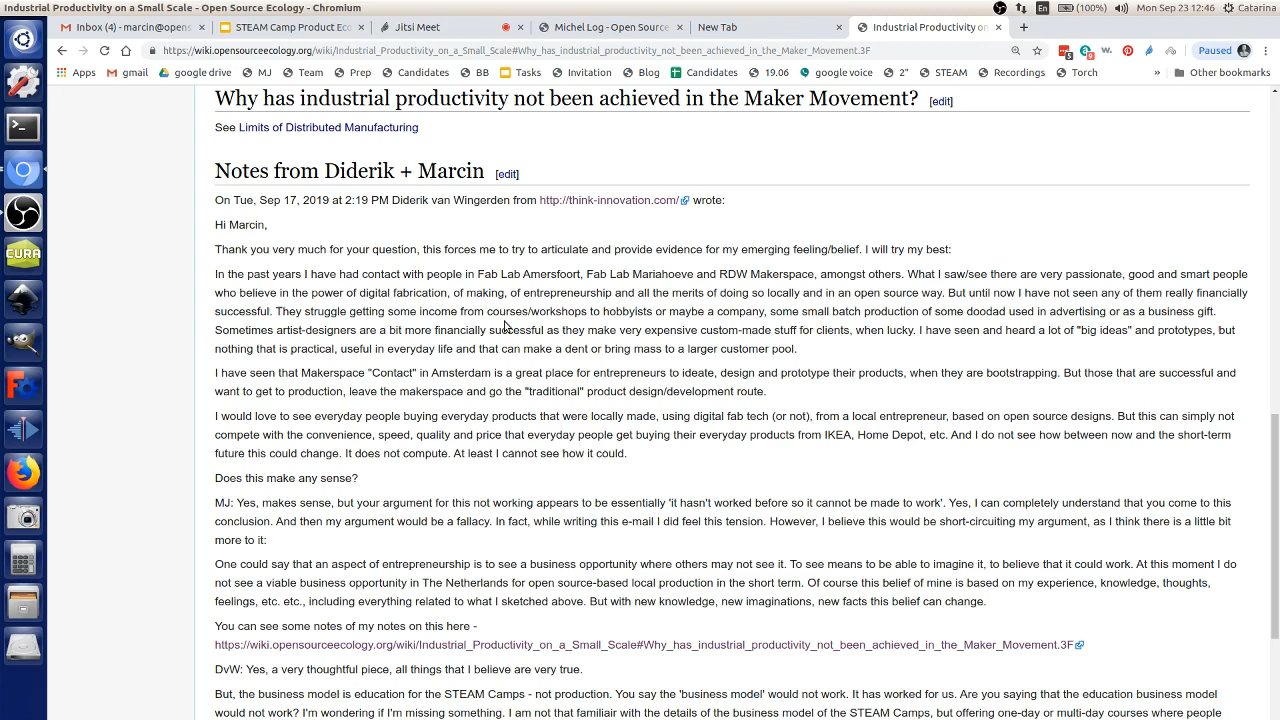 Industrial Productivity on a Small Scale - Open Source Ecology - Chromium
En (100%) Mon Sep 23 12:46 Catarina
Inbox (4) - marcin@opens
STEAM Camp Product Eco
Jitsi Meet
Michel Log - Open Source
New Tab
Industrial Productivity on
https://wiki.opensourceecology.org/wiki/Industrial_Productivity_on_a_Small_Scale#Why_has_industrial_productivity_not_been_achieved_in_the_Maker_Movement.3F
Paused
Apps gmail google drive MJ Team Prep Candidates BB Tasks Invitation Blog Candidates 19.06 google voice 2" STEAM Recordings Torch » Other bookmarks
Why has industrial productivity not been achieved in the Maker Movement? [edit]
See Limits of Distributed Manufacturing
Notes from Diderik + Marcin [edit]
On Tue, Sep 17, 2019 at 2:19 PM Diderik van Wingerden from http://think-innovation.com/ wrote:
Hi Marcin,
Thank you very much for your question, this forces me to try to articulate and provide evidence for by emerging feeling/belief. I will try my best:
In the past years I have had contact with people in Fab Lab Amersfoort, Fab Lab Mariahoeve and RDW Makerspace, amongst others. What I saw/see there are very passionate, good and smart people
who believe in the power of digital fabrication, of making, of entrepreneurship and all the merits of doing so locally and in an open source way. But until now I have not seen any of them really financially
successful. They struggle getting some income from courses/workshops to hobbyists or maybe a company, some small batch production of some doodad used in advertising or as a business gift.
Sometimes artist-designers are a bit more financially successful as they make very expensive custom-made stuff for clients, when lucky. I have seen and heard a lot of "big ideas" and prototypes, but
nothing that is practical, useful in everyday life and that can make a dent or bring mass to a larger customer pool.
I have seen that Makerspace "Contact" in Amsterdam is a great place for entrepreneurs to ideate, design and prototype their products, when they are bootstrapping. But those that are successful and
want to get to production, leave the makerspace and go the "traditional" product design/development route.
I would love to see everyday people buying everyday products that were locally made, using digital fab tech (or not), from a local entrepreneur, based on open source designs. But this can simply not
compete with the convenience, speed, quality and price that everyday people get buying their everyday products from IKEA, Home Depot, etc. And I do not see how between now and the short-term
future this could change. It does not compute. At least I cannot see how it could.
Does this make any sense?
MJ: Yes, makes sense, but your argument for this not working appears to be essentially 'it hasn't worked before so it cannot be made to work'. Yes, I can completely understand that you come to this
conclusion. And then my argument would be a fallacy. In fact, while writing this e-mail I did feel this tension. However, I believe this would be short-circuiting my argument, as I think there is a little bit
more to it:
One could say that an aspect of entrepreneurship is to see a business opportunity where others may not see it. To see means to be able to imagine it, to believe that it could work. At this moment I do
not see a viable business opportunity in The Netherlands for open source-based local production in the short term. Of course this belief of mine is based on my experience, knowledge, thoughts,
feelings, etc. etc., including everything related to what I sketched above. But with new knowledge, new imaginations, new facts this belief can change.
You can see some notes of my notes on this here -
https://wiki.opensourceecology.org/wiki/Industrial_Productivity_on_a_Small_Scale#Why_has_industrial_productivity_not_been_achieved_in_the_Maker_Movement.3F
DvW: Yes, a very thoughtful piece, all things that I believe are very true.
But, the business model is education for the STEAM Camps - not production. You say the 'business model' would not work. It has worked for us. Are you saying that the education business model
would not work? I'm wondering if I'm missing something. I am not that familiar with the details of the business model of the STEAM Camps, but offering one-day or multi-day courses where people
CURA